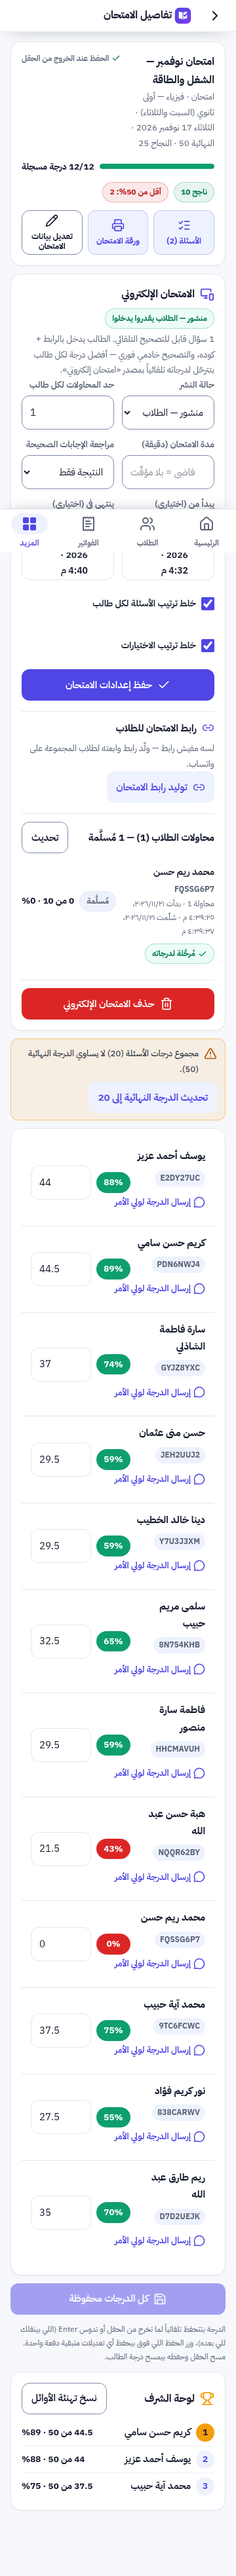 تفاصيل الامتحان
امتحان نوفمبر — الشغل والطاقة
الحفظ عند الخروج من الحقل
امتحان · فيزياء — أولى ثانوي (السبت والثلاثاء) · الثلاثاء 17 نوفمبر 2026 · النهائية 50 · النجاح 25
12/12 درجة مسجلة
ناجح 10
أقل من 50%: 2
الأسئلة (2)
ورقة الامتحان
تعديل بيانات الامتحان
الامتحان الإلكتروني
منشور — الطلاب يقدروا يدخلوا
1 سؤال قابل للتصحيح التلقائي. الطالب يدخل بالرابط + كوده، والتصحيح خادمي فوري — أفضل درجة لكل طالب بتترحّل لدرجاته تلقائياً بمصدر «امتحان إلكتروني».
حالة النشر
حد المحاولات لكل طالب
منشور — الطلاب
1
مدة الامتحان (دقيقة)
مراجعة الإجابات الصحيحة
فاضي = بلا مؤقّت
النتيجة فقط
يبدأ من (اختياري)
ينتهي في (اختياري)
الرئيسية
الطلاب
الفواتير
المزيد
2026 ·
4:32 م
2026 ·
4:40 م
خلط ترتيب الأسئلة لكل طالب
خلط ترتيب الاختيارات
حفظ إعدادات الامتحان
رابط الامتحان للطلاب
لسه مفيش رابط — ولّد رابط وابعته لطلاب المجموعة على واتساب.
توليد رابط الامتحان
محاولات الطلاب (1) — 1 مُسلَّمة
تحديث
محمد ريم حسن
FQSSG6P7
محاولة 1 · بدأت ٢٠٢٦/١١/٢١، ٤:٣٩:٢٥ م · سُلّمت ٢٠٢٦/١١/٢١، ٤:٣٩:٣٧ م
مُسلَّمة
0 من 10 · 0%
مُرحَّلة لدرجاته
حذف الامتحان الإلكتروني
مجموع درجات الأسئلة (20) لا يساوي الدرجة النهائية (50).
تحديث الدرجة النهائية إلى 20
يوسف أحمد عزيز
E2DY27UC
88%
44
إرسال الدرجة لولي الأمر
كريم حسن سامي
PDN6NWJ4
89%
44.5
إرسال الدرجة لولي الأمر
سارة فاطمة الشاذلي
GYJZ8YXC
74%
37
إرسال الدرجة لولي الأمر
حسن منى عثمان
JEH2UUJ2
59%
29.5
إرسال الدرجة لولي الأمر
دينا خالد الخطيب
Y7U3J3XM
59%
29.5
إرسال الدرجة لولي الأمر
سلمى مريم حبيب
8N754KHB
65%
32.5
إرسال الدرجة لولي الأمر
فاطمة سارة منصور
HHCMAVUH
59%
29.5
إرسال الدرجة لولي الأمر
هبة حسن عبد الله
NQQR62BY
43%
21.5
إرسال الدرجة لولي الأمر
محمد ريم حسن
FQSSG6P7
0%
0
إرسال الدرجة لولي الأمر
محمد آية حبيب
9TC6FCWC
75%
37.5
إرسال الدرجة لولي الأمر
نور كريم فؤاد
838CARWV
55%
27.5
إرسال الدرجة لولي الأمر
ريم طارق عبد الله
D7D2UEJK
70%
35
إرسال الدرجة لولي الأمر
كل الدرجات محفوظة
الدرجة بتتحفظ تلقائياً لما تخرج من الحقل أو تدوس Enter (اللي بينقلك للي بعده)، وزر الحفظ اللي فوق بيحفظ أي تعديلات متبقية دفعة واحدة. مسح الحقل وحفظه بيمسح درجة الطالب.
لوحة الشرف
نسخ تهنئة الأوائل
1 كريم حسن سامي 44.5 من 50 · 89%
2 يوسف أحمد عزيز 44 من 50 · 88%
3 محمد آية حبيب 37.5 من 50 · 75%